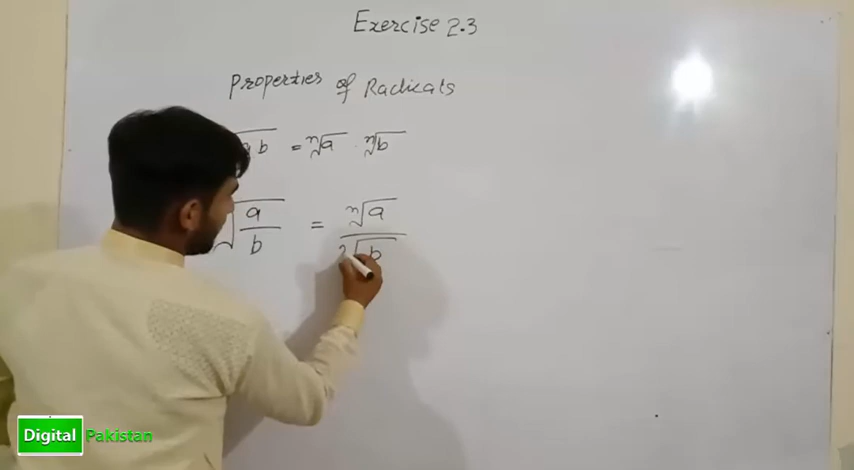 Exercise 2.3
Properties of Radicals
b = ⁿ√a · ⁿ√b
√(a/b) = ⁿ√a / √b
Digital Pakistan